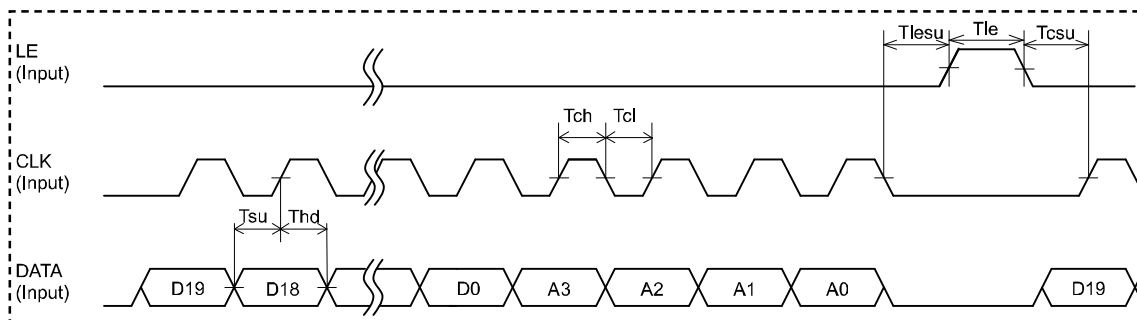 Tlesu Tle Tcsu
LE
(Input)
Tch Tcl
CLK
(Input)
Tsu Thd
DATA
(Input)
D19 D18 D0 A3 A2 A1 A0 D19